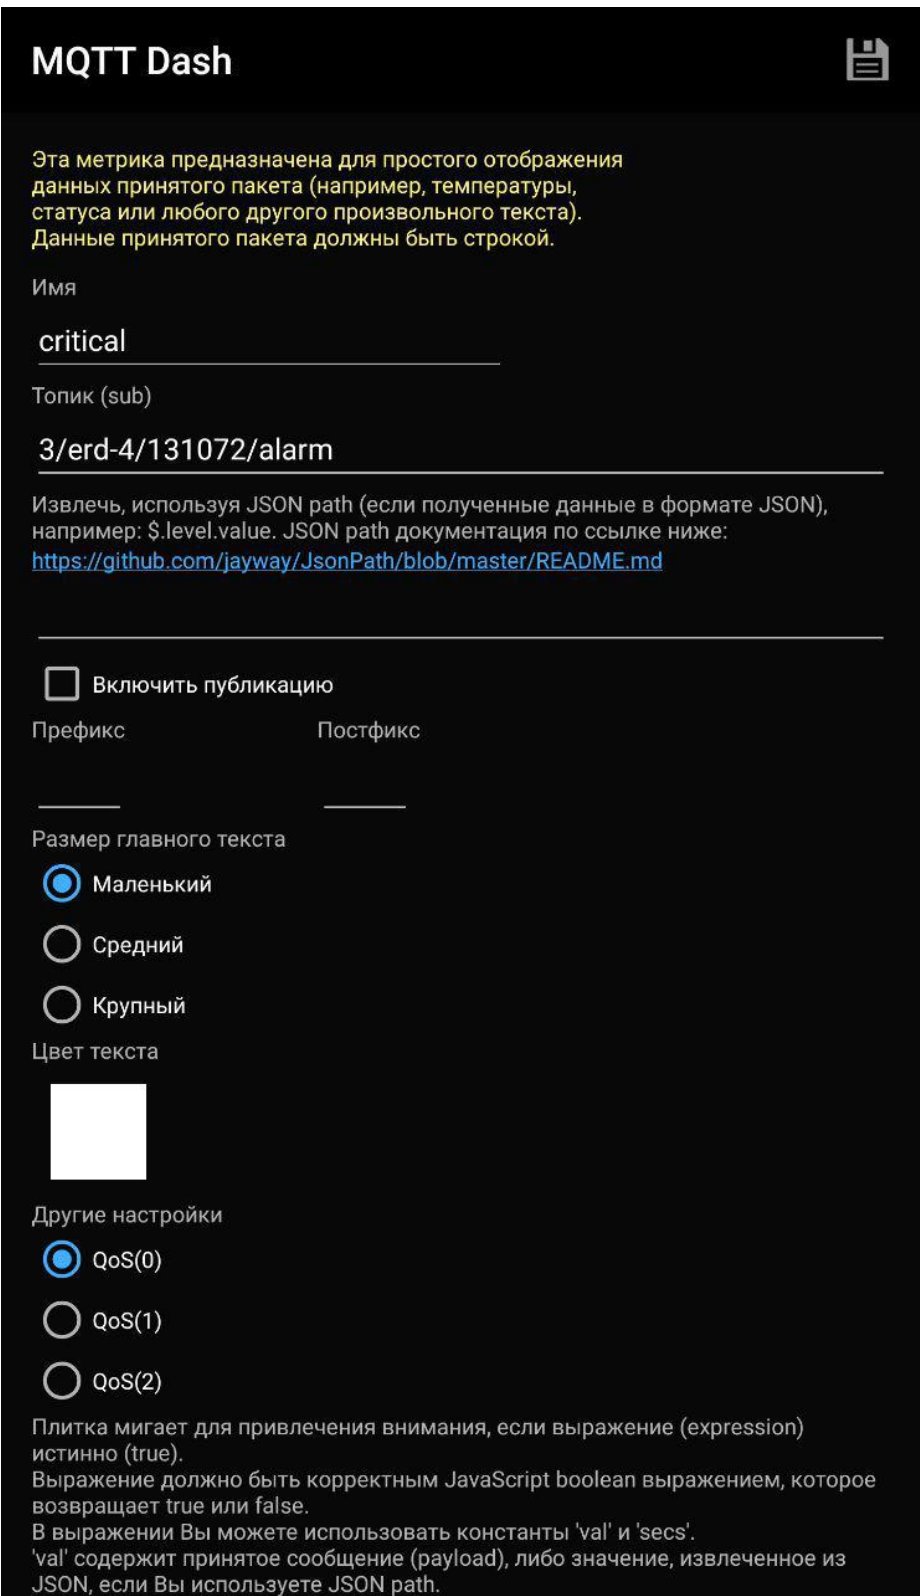 MQTT Dash
Эта метрика предназначена для простого отображения
данных принятого пакета (например, температуры,
статуса или любого другого произвольного текста).
Данные принятого пакета должны быть строкой.
Имя
critical
Топик (sub)
3/erd-4/131072/alarm
Извлечь, используя JSON path (если полученные данные в формате JSON),
например: $.level.value. JSON path документация по ссылке ниже:
https://github.com/jayway/JsonPath/blob/master/README.md
Включить публикацию
Префикс Постфикс
Размер главного текста
Маленький
Средний
Крупный
Цвет текста
Другие настройки
QoS(0)
QoS(1)
QoS(2)
Плитка мигает для привлечения внимания, если выражение (expression)
истинно (true).
Выражение должно быть корректным JavaScript boolean выражением, которое
возвращает true или false.
В выражении Вы можете использовать константы 'val' и 'secs'.
'val' содержит принятое сообщение (payload), либо значение, извлеченное из
JSON, если Вы используете JSON path.